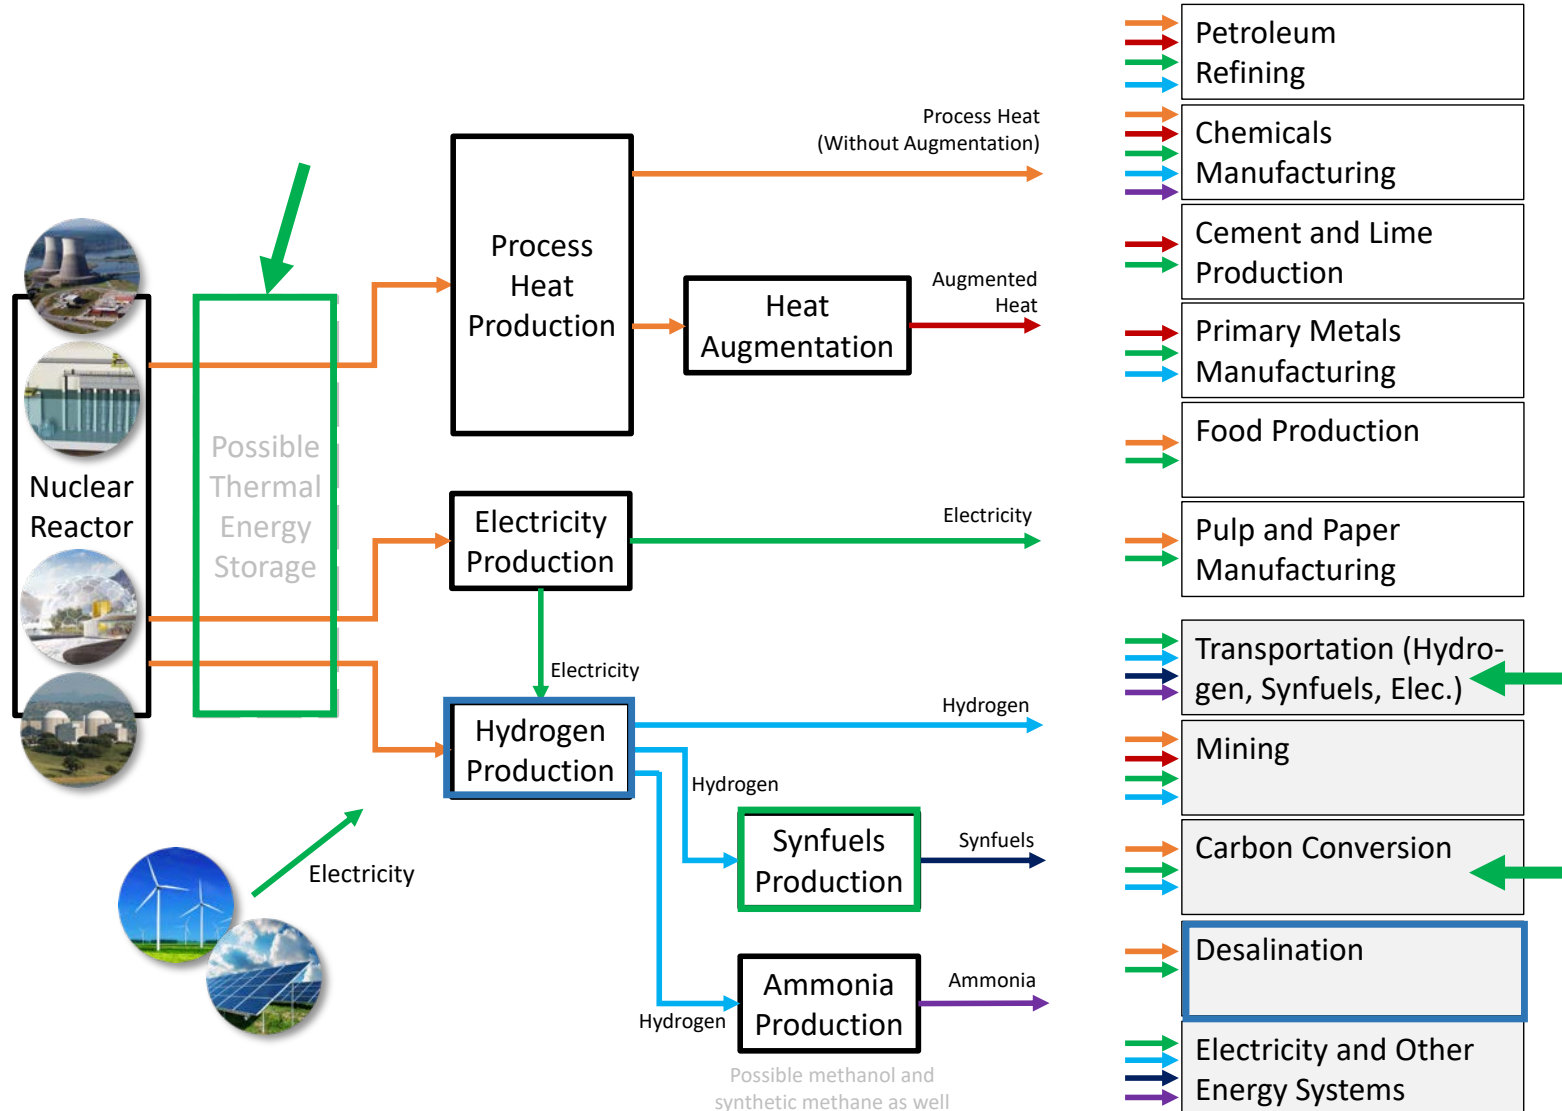 Nuclear
Reactor
Possible
Thermal
Energy
Storage
Electricity
Process
Heat
Production
Process Heat
(Without Augmentation)
Heat
Augmentation
Augmented
Heat
Electricity
Production
Electricity
Electricity
Hydrogen
Production
Hydrogen
Hydrogen
Synfuels
Production
Synfuels
Hydrogen
Ammonia
Production
Ammonia
Possible methanol and
synthetic methane as well
Petroleum
Refining
Chemicals
Manufacturing
Cement and Lime
Production
Primary Metals
Manufacturing
Food Production
Pulp and Paper
Manufacturing
Transportation (Hydro-
gen, Synfuels, Elec.)
Mining
Carbon Conversion
Desalination
Electricity and Other
Energy Systems